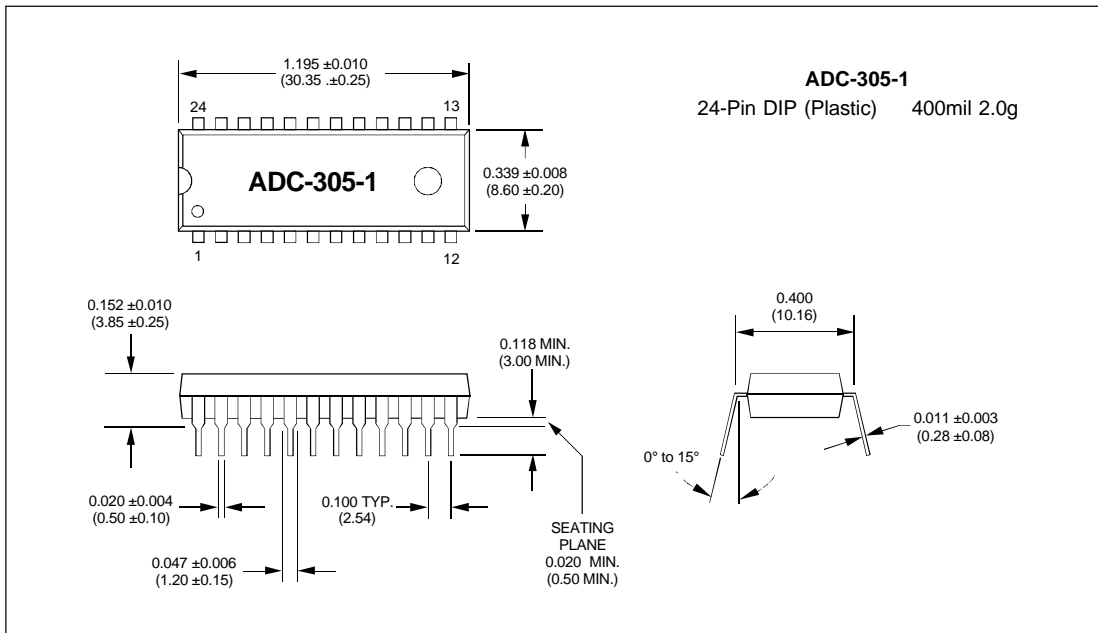 1.195 ±0.010
(30.35 .±0.25)
ADC-305-1
24-Pin DIP (Plastic) 400mil 2.0g
24
13
ADC-305-1
0.339 ±0.008
(8.60 ±0.20)
1
12
0.152 ±0.010
(3.85 ±0.25)
0.118 MIN.
(3.00 MIN.)
0.400
(10.16)
0.011 ±0.003
(0.28 ±0.08)
0° to 15°
0.020 ±0.004
(0.50 ±0.10)
0.100 TYP.
(2.54)
SEATING
PLANE
0.020 MIN.
(0.50 MIN.)
0.047 ±0.006
(1.20 ±0.15)